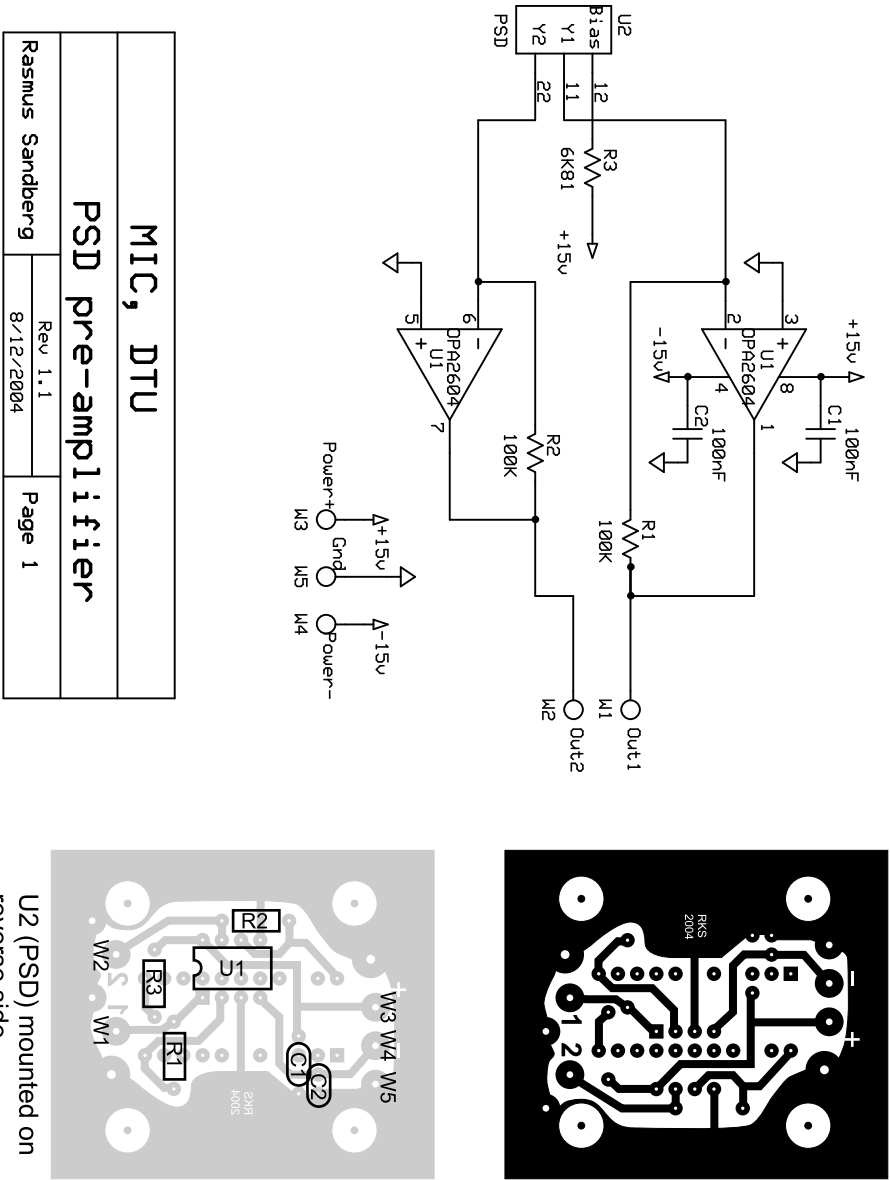 U2
Bias
Y1
Y2
PSD
12
11
22
R3
6K81
+15v
+15v
3
+
2
-
U1
OPA2604
8
4
1
-15v
C1
100nF
C2
100nF
R1
100K
W1
Out1
6
-
5
+
OPA2604
U1
7
R2
100K
W2
Out2
Power+
W3
+15v
Gnd
W5
Power-
W4
-15v
MIC, DTU
PSD pre-amplifier
Rasmus Sandberg
Rev 1.1
8/12/2004
Page 1
RKS
2004
1
2
-
+
R2
U1
R3
R1
C1
C2
W2
W1
W3 W4 W5
1 2
+
RKS
2004
U2 (PSD) mounted on
reverse side